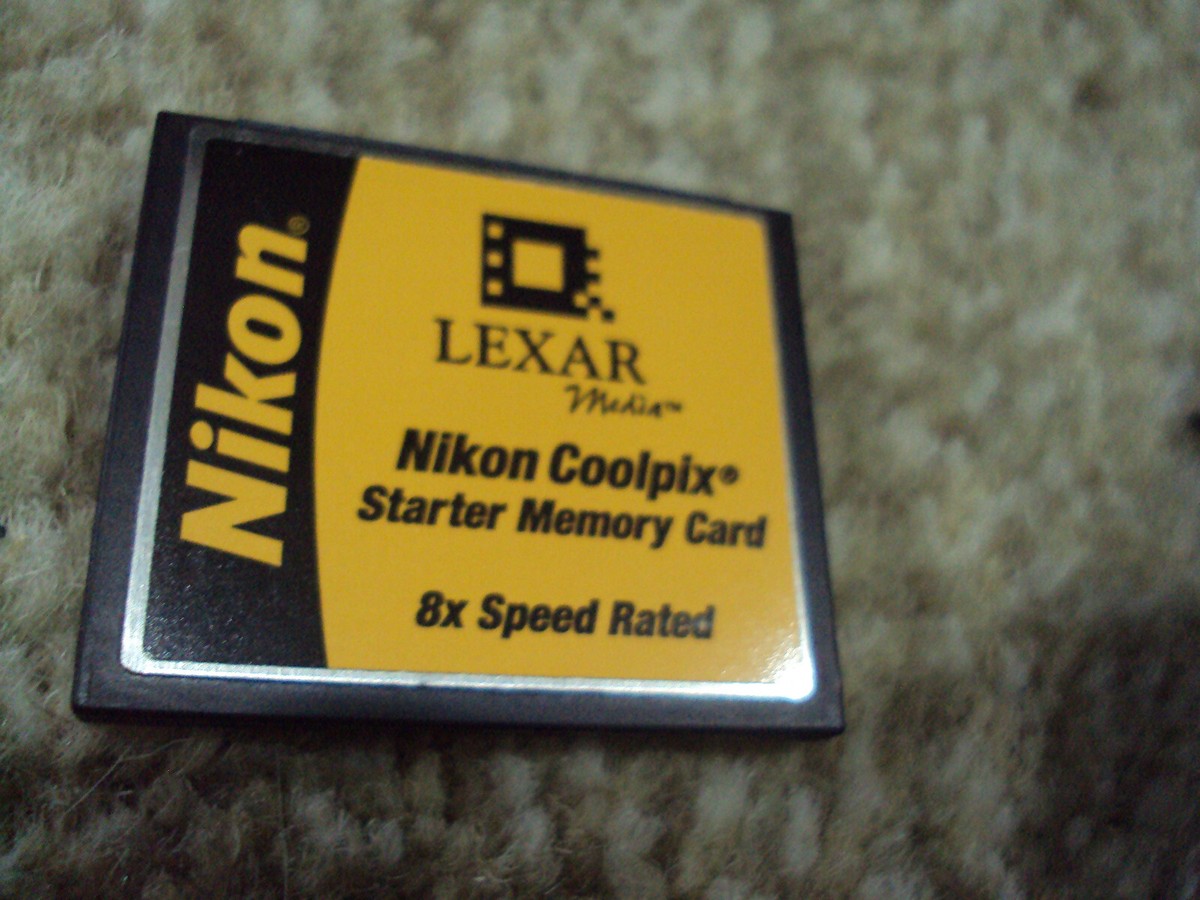 Nikon®
LEXAR
Media™
Nikon Coolpix®
Starter Memory Card
8x Speed Rated